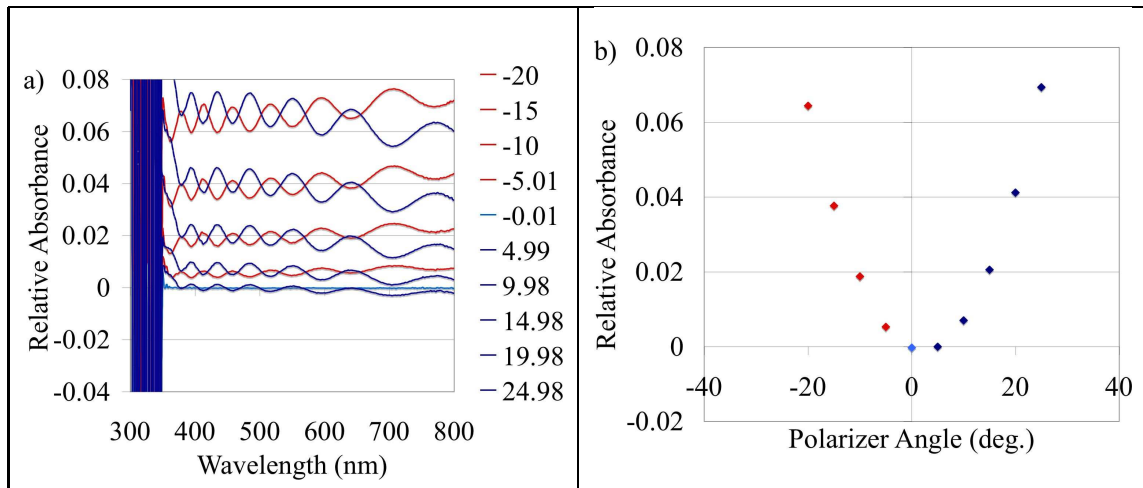 a)
Relative Absorbance
0.08
0.06
0.04
0.02
0
-0.02
-0.04
300 400 500 600 700 800
Wavelength (nm)
-20
-15
-10
-5.01
-0.01
4.99
9.98
14.98
19.98
24.98
b)
Relative Absorbance
0.08
0.06
0.04
0.02
0
-0.02
-40 -20 0 20 40
Polarizer Angle (deg.)